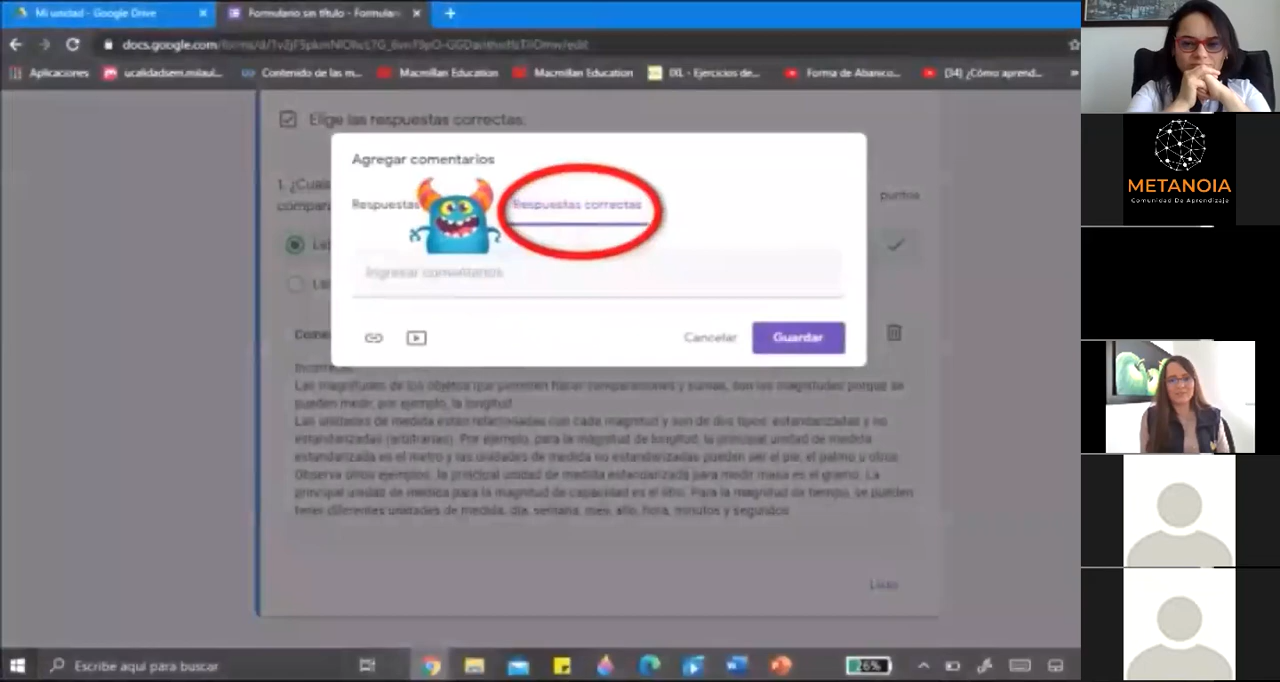 Mi unidad - Google Drive
Formulario sin título - Formular
docs.google.com
Aplicaciones
Contenido de las m...
Macmillan Education
Macmillan Education
IXL - Ejercicios de...
Forma de Abanico...
(34) ¿Cómo aprend...
Elige las respuestas correctas:
Agregar comentarios
1. ¿Cuál
compara
Respuestas
Respuestas correctas
puntos
Ingresar comentarios
Cancelar
Guardar
Las magnitudes de los objetos que permiten hacer comparaciones y sumas, son las magnitudes porque se
pueden medir, por ejemplo, la longitud
Las unidades de medida están relacionadas con cada magnitud y son de dos tipos: estandarizadas y no
estandarizadas (arbitrarias). Por ejemplo, para la magnitud de longitud, la principal unidad de medida
estandarizada es el metro y las unidades de medida no estandarizadas pueden ser el pie, el palmo u otros
Observa otros ejemplos, la principal unidad de medida estandarizada para medir masa es el gramo. La
principal unidad de medida para la magnitud de capacidad es el litro. Para la magnitud de tiempo, se pueden
tener diferentes unidades de medida, día, semana, mes, año, hora, minutos y segundos
Listo
Escribe aquí para buscar
26%
METANOIA
Comunidad De Aprendizaje